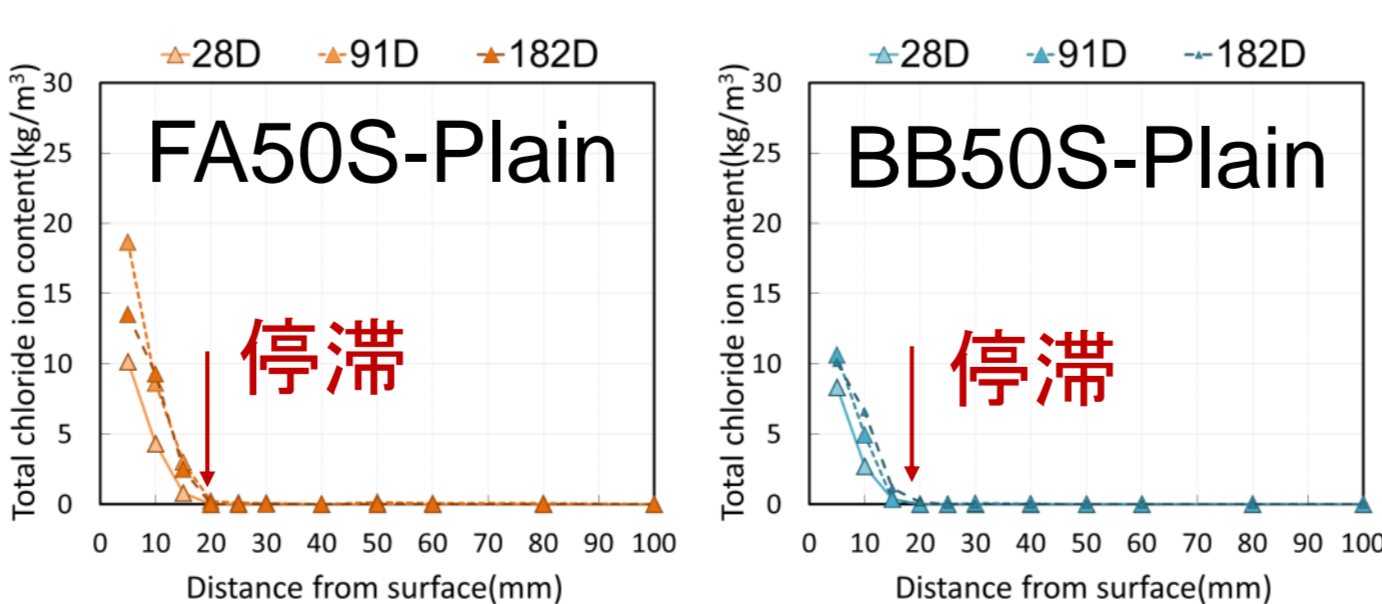 28D 91D 182D
Total chloride ion content(kg/m³)
30
25
20
15
10
5
0
FA50S-Plain
停滞
0 10 20 30 40 50 60 70 80 90 100
Distance from surface(mm)
28D 91D 182D
Total chloride ion content(kg/m³)
30
25
20
15
10
5
0
BB50S-Plain
停滞
0 10 20 30 40 50 60 70 80 90 100
Distance from surface(mm)